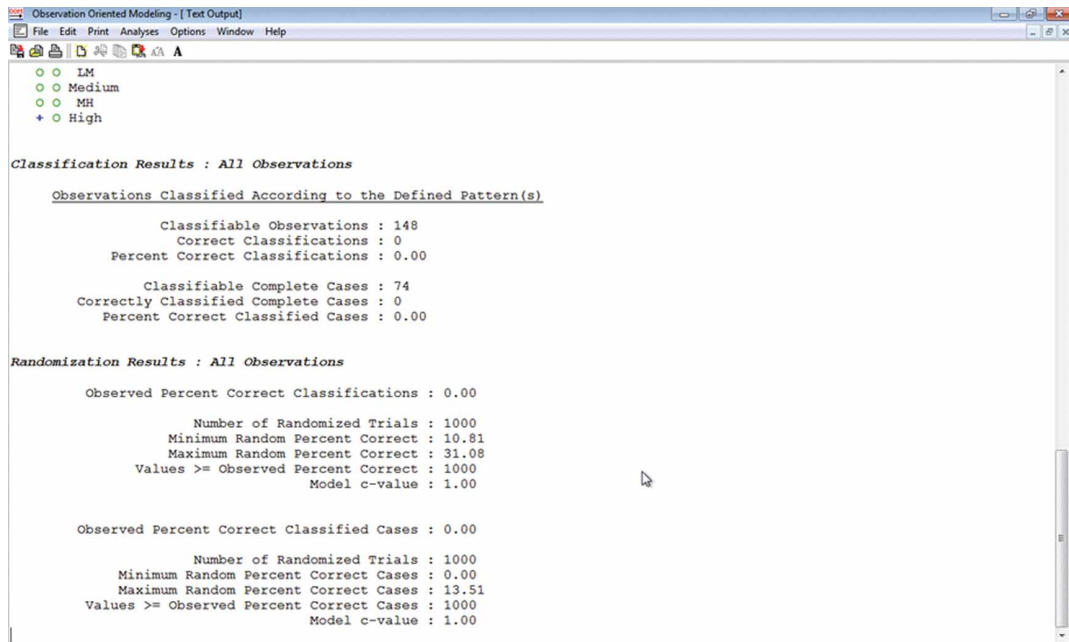 Observation Oriented Modeling - [ Text Output]
File Edit Print Analyses Options Window Help
O O LM
O O Medium
O O MH
+ O High
Classification Results : All Observations
Observations Classified According to the Defined Pattern(s)
Classifiable Observations : 148
Correct Classifications : 0
Percent Correct Classifications : 0.00
Classifiable Complete Cases : 74
Correctly Classified Complete Cases : 0
Percent Correct Classified Cases : 0.00
Randomization Results : All Observations
Observed Percent Correct Classifications : 0.00
Number of Randomized Trials : 1000
Minimum Random Percent Correct : 10.81
Maximum Random Percent Correct : 31.08
Values >= Observed Percent Correct : 1000
Model c-value : 1.00
Observed Percent Correct Classified Cases : 0.00
Number of Randomized Trials : 1000
Minimum Random Percent Correct Cases : 0.00
Maximum Random Percent Correct Cases : 13.51
Values >= Observed Percent Correct Cases : 1000
Model c-value : 1.00